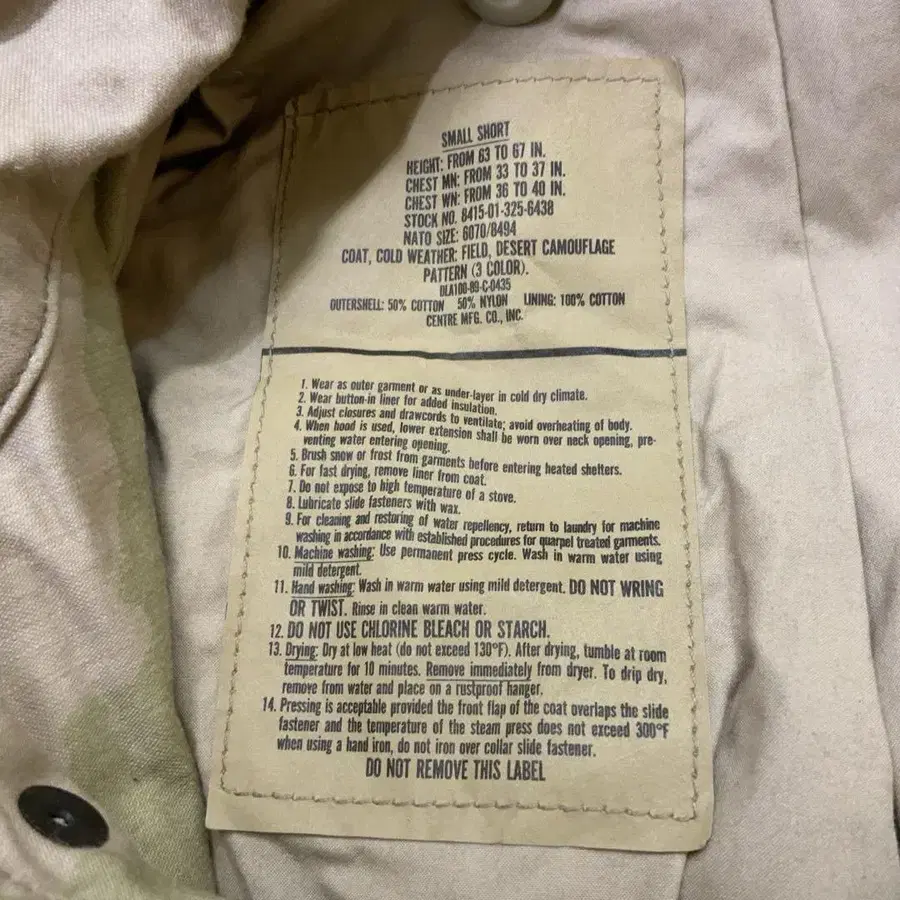 SMALL SHORT
HEIGHT: FROM 63 TO 67 IN.
CHEST MN: FROM 33 TO 37 IN.
CHEST WN: FROM 36 TO 40 IN.
STOCK NO. 8415-01-325-6438
NATO SIZE: 6070/8494
COAT, COLD WEATHER: FIELD, DESERT CAMOUFLAGE
PATTERN (3 COLOR).
DLA100-89-C-0435
OUTERSHELL: 50% COTTON 50% NYLON LINING: 100% COTTON
CENTRE MFG. CO., INC.
1. Wear as outer garment or as under-layer in cold dry climate.
2. Wear button-in liner for added insulation.
3. Adjust closures and drawcords to ventilate; avoid overheating of body.
4. When hood is used, lower extension shall be worn over neck opening, pre-
venting water entering opening.
5. Brush snow or frost from garments before entering heated shelters.
6. For fast drying, remove liner from coat.
7. Do not expose to high temperature of a stove.
8. Lubricate slide fasteners with wax.
9. For cleaning and restoring of water repellency, return to laundry for machine
washing in accordance with established procedures for quarpel treated garments.
10. Machine washing: Use permanent press cycle. Wash in warm water using
mild detergent.
11. Hand washing: Wash in warm water using mild detergent. DO NOT WRING
OR TWIST. Rinse in clean warm water.
12. DO NOT USE CHLORINE BLEACH OR STARCH.
13. Drying: Dry at low heat (do not exceed 130°F). After drying, tumble at room
temperature for 10 minutes. Remove immediately from dryer. To drip dry,
remove from water and place on a rustproof hanger.
14. Pressing is acceptable provided the front flap of the coat overlaps the slide
fastener and the temperature of the steam press does not exceed 300°F
when using a hand iron, do not iron over collar slide fastener.
DO NOT REMOVE THIS LABEL